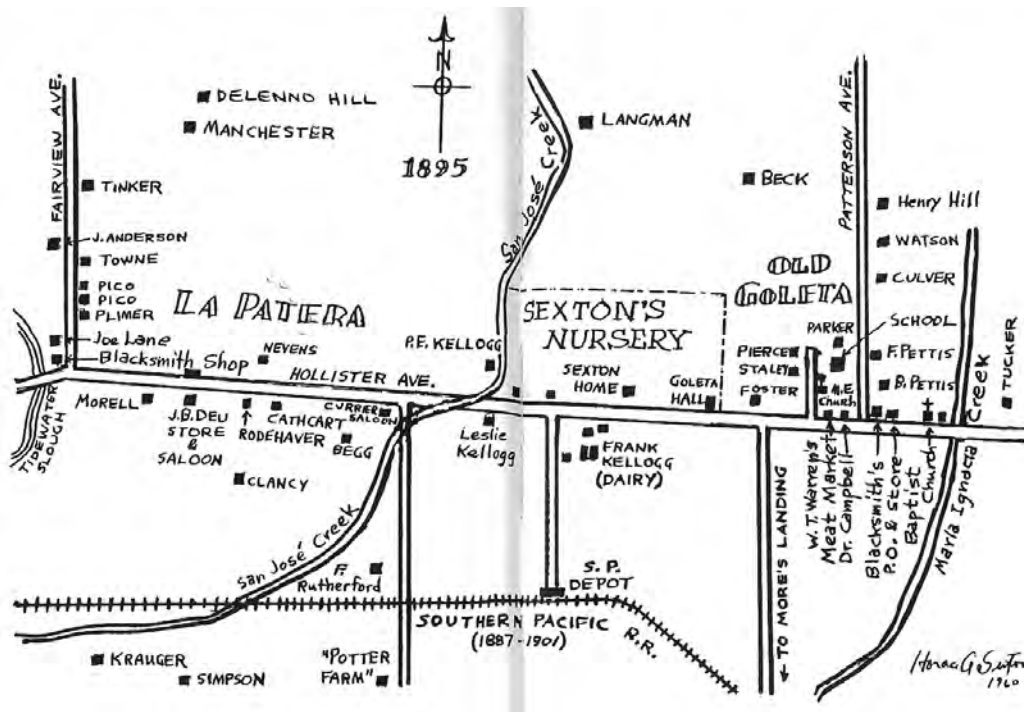 FAIRVIEW AVE.
DELENNO HILL
MANCHESTER
N
1895
San José Creek
LANGMAN
BECK
PATTERSON AVE.
Henry Hill
WATSON
CULVER
TINKER
J. ANDERSON
TOWNE
PICO
PICO
PLIMER
Joe Lane
Blacksmith Shop
LA PATERA
NEVENS
HOLLISTER AVE.
P.E. KELLOGG
SEXTON'S
NURSERY
OLD
GOLETA
PARKER
SCHOOL
PIERCE
STALEY
FOSTER
M.E.
Church
F. PETTIS
B. PETTIS
TUCKER
SEXTON
HOME
GOLETA
HALL
TIDEWATER
SLOUGH
MORELL
J.B. DEU
STORE
&
SALOON
RODEHAVER
CATHCART
CURRIER
SALOON
BEGG
CLANCY
Leslie
Kellogg
FRANK
KELLOGG
(DAIRY)
TO MORE'S LANDING
W.T. Warren's
Meat Market
Dr. Campbell
Blacksmith's
P.O. & Store
Baptist
Church
Maria Ignacia Creek
San José Creek
Rutherford
S.P.
DEPOT
SOUTHERN PACIFIC
(1887-1901)
R.R.
KRAUGER
SIMPSON
"POTTER
FARM"
Horace G. Sexton
1960